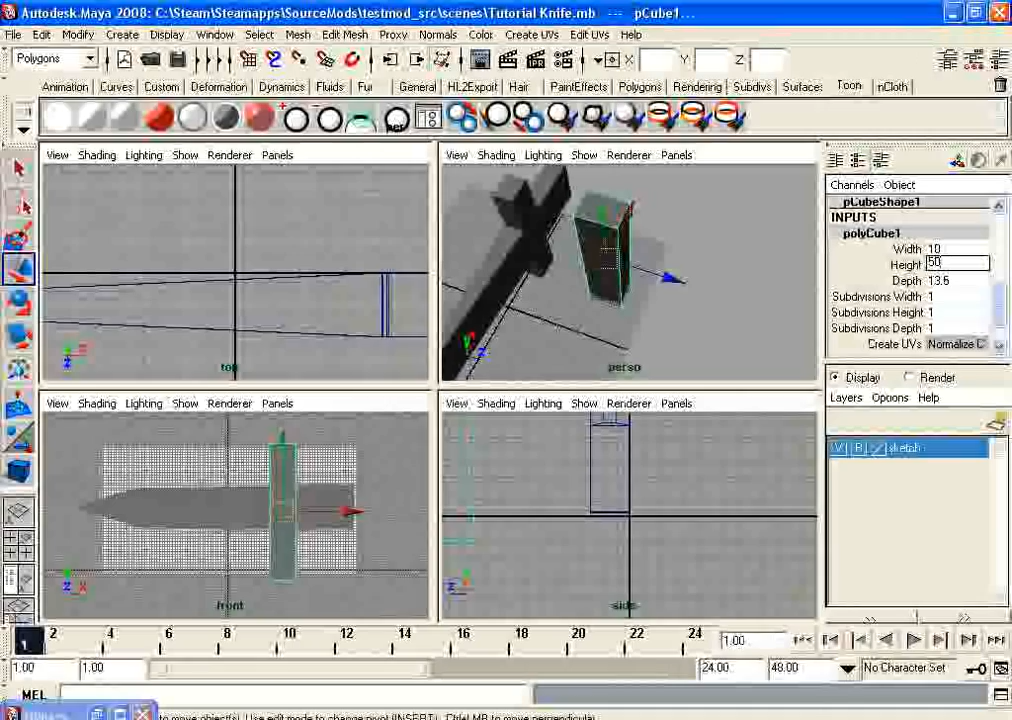 Autodesk Maya 2008: C:\Steam\Steamapps\SourceMods\testmod_src\scenes\Tutorial Knife.mb --- pCube1...
File Edit Modify Create Display Window Select Mesh Edit Mesh Proxy Normals Color Create UVs Edit UVs Help
Polygons X Y: Z:
Animation Curves Custom Deformation Dynamics Fluids Fur General HL2Export Hair PaintEffects Polygons Rendering Subdivs Surface: Toon nCloth
View Shading Lighting Show Renderer Panels
View Shading Lighting Show Renderer Panels
Channels Object
pCubeShape1
INPUTS
polyCube1
Width 10
Height 50
Depth 13.6
Subdivisions Width 1
Subdivisions Height 1
Subdivisions Depth 1
Create UVs Normalize C
top
persp
Display Render
Layers Options Help
View Shading Lighting Show Renderer Panels
View Shading Lighting Show Renderer Panels
V R sketch
front
side
1 2 4 6 8 10 12 14 16 18 20 22 24 1.00
1.00 1.00 24.00 48.00 No Character Set
MEL
to move object(s). Use edit mode to change pivot (INSERT). Ctrl+MB to move perpendicular.